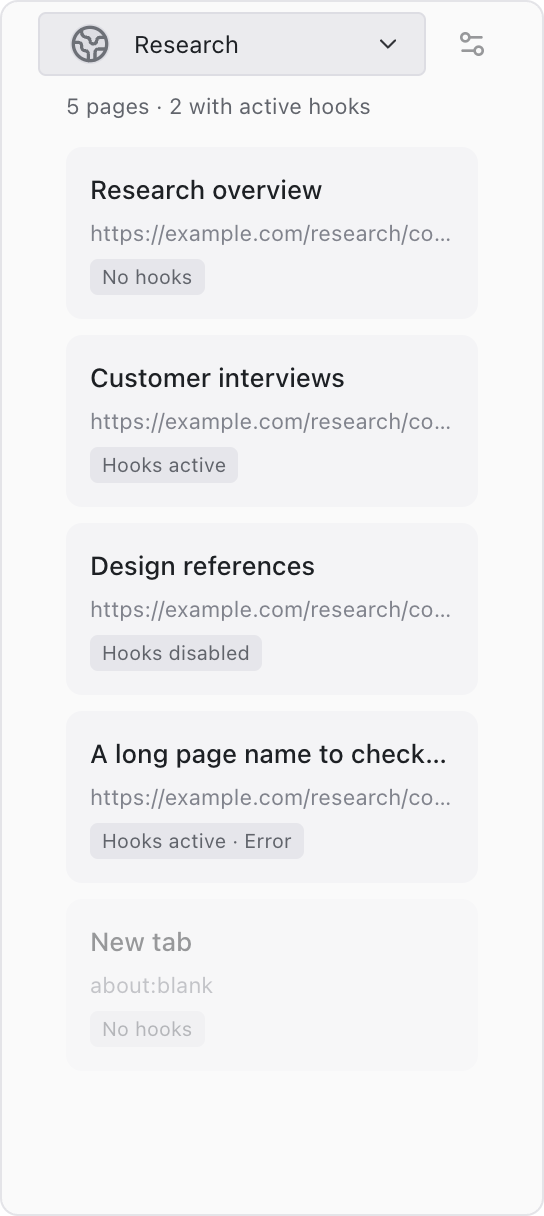 Research
5 pages · 2 with active hooks
Research overview
https://example.com/research/co...
No hooks
Customer interviews
https://example.com/research/co...
Hooks active
Design references
https://example.com/research/co...
Hooks disabled
A long page name to check...
https://example.com/research/co...
Hooks active · Error
New tab
about:blank
No hooks